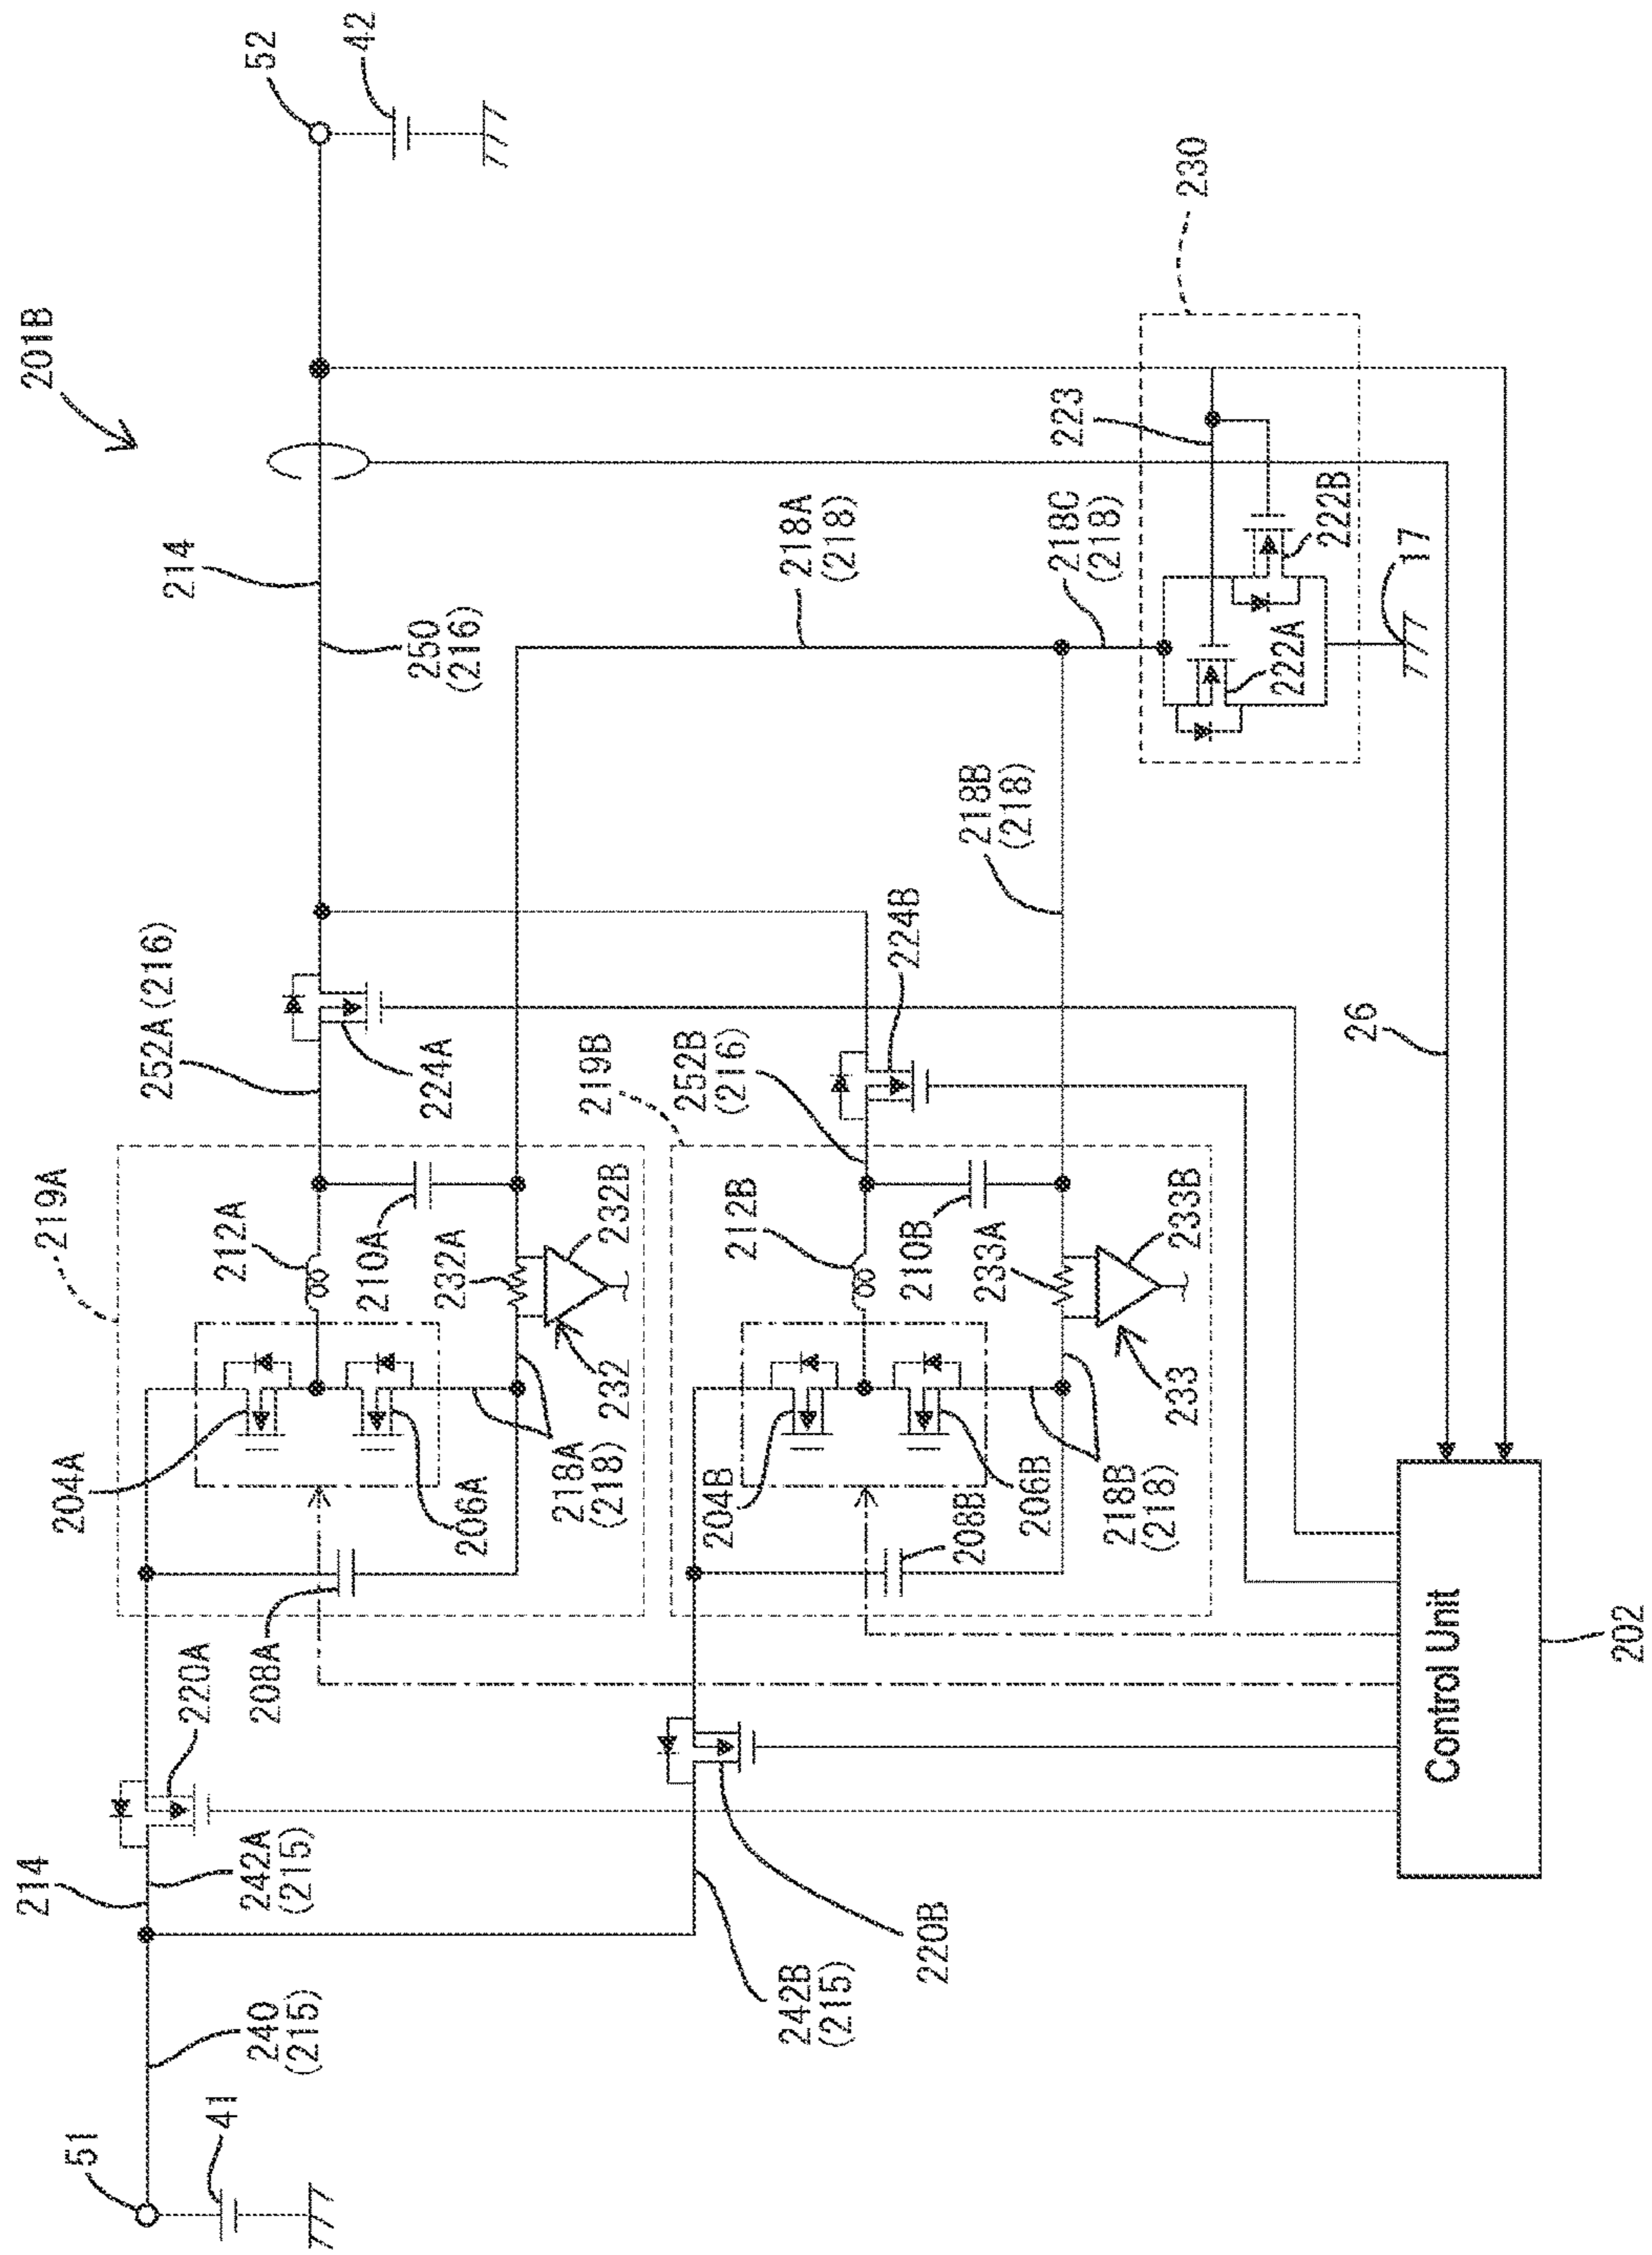 201B
51
41
240
(215)
214
242A
(215)
220A
242B
(215)
220B
208A
204A
206A
219A
212A
210A
232A
232B
232
218A
(218)
252A(216)
224A
219B
252B
(216)
224B
204B
208B
206B
212B
210B
233A
233B
233
218B
(218)
214
250
(216)
218A
(218)
218B
(218)
218C
(218)
223
222A
222B
230
17
52
42
26
Control Unit
202